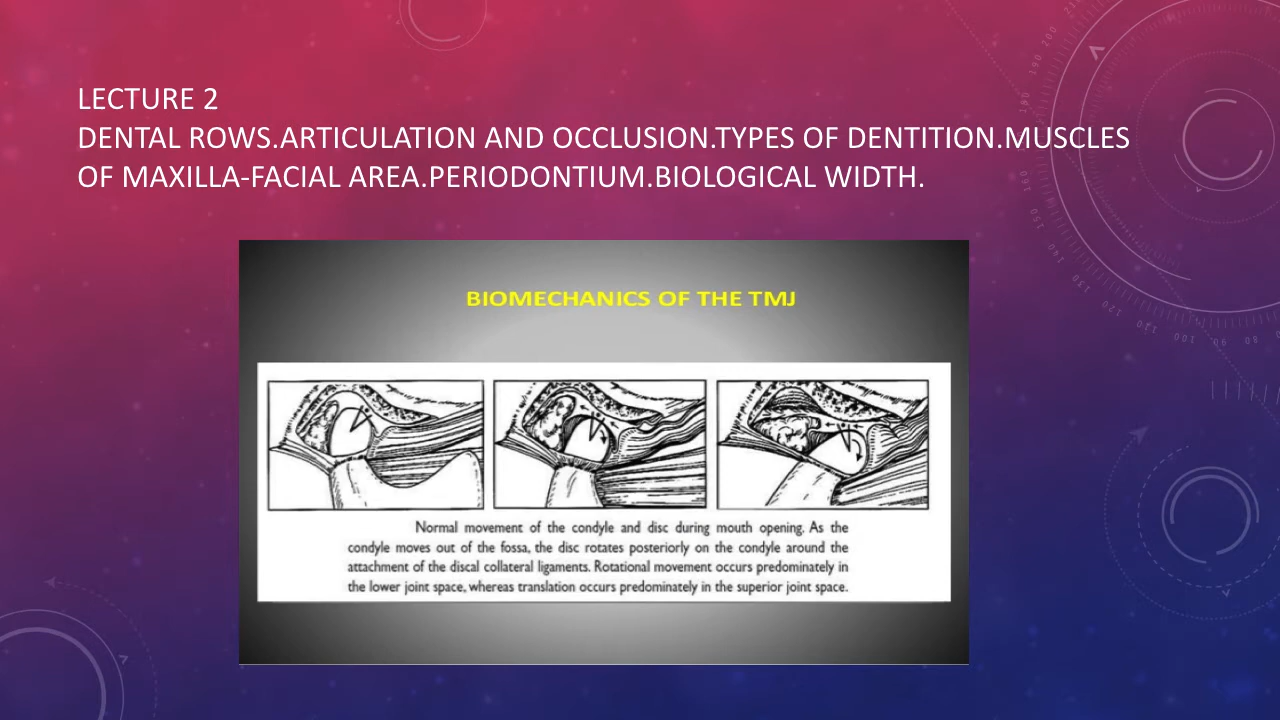 LECTURE 2
DENTAL ROWS.ARTICULATION AND OCCLUSION.TYPES OF DENTITION.MUSCLES
OF MAXILLA-FACIAL AREA.PERIODONTIUM.BIOLOGICAL WIDTH.
BIOMECHANICS OF THE TMJ
Normal movement of the condyle and disc during mouth opening. As the
condyle moves out of the fossa, the disc rotates posteriorly on the condyle around the
attachment of the discal collateral ligaments. Rotational movement occurs predominately in
the lower joint space, whereas translation occurs predominately in the superior joint space.